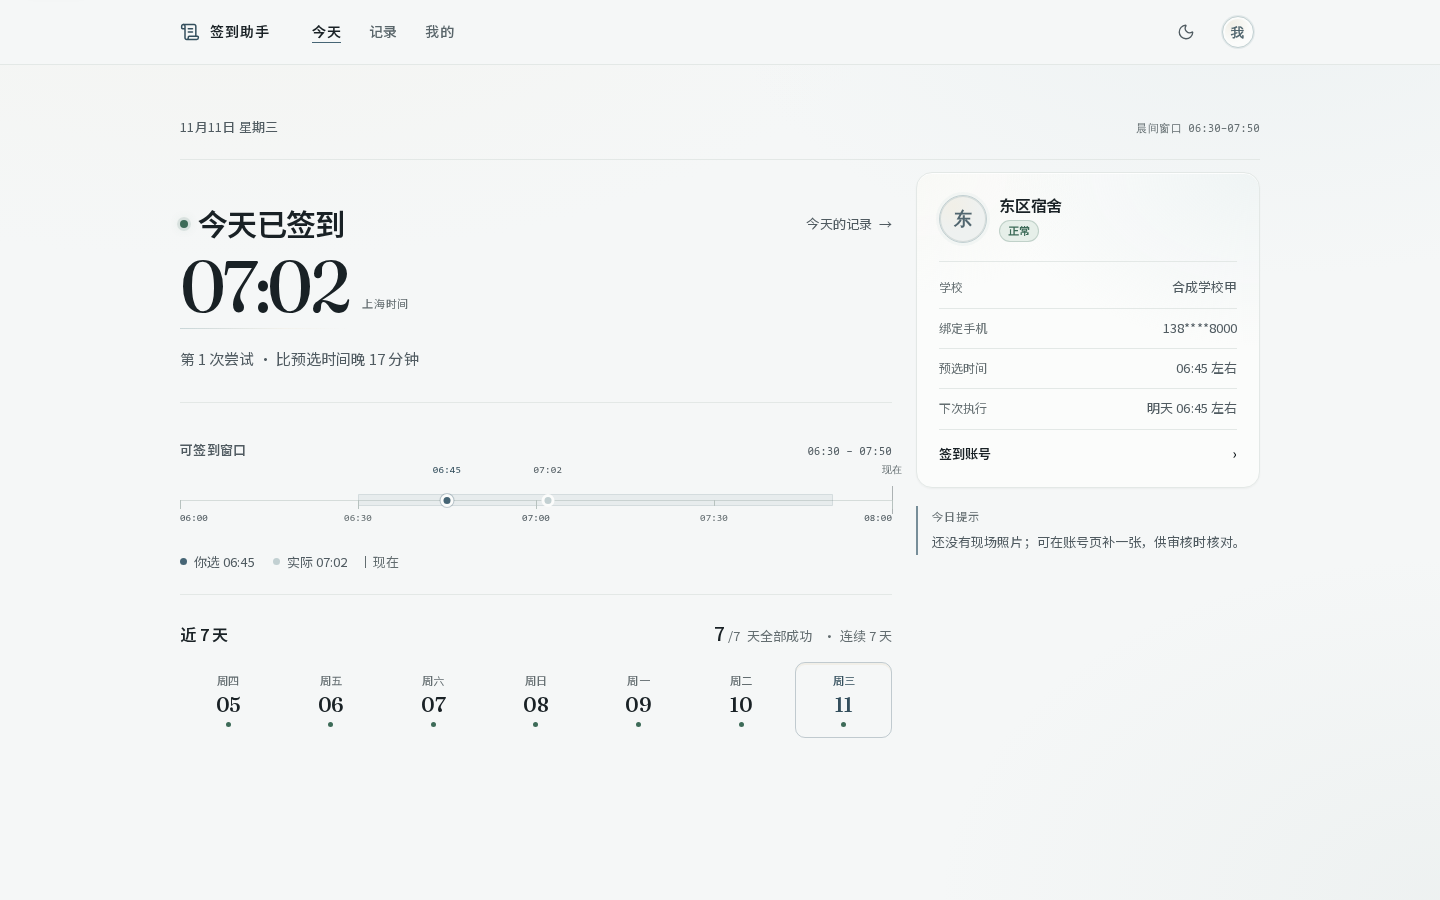 签到助手 今天 记录 我的 我
11月11日 星期三
晨间窗口 06:30–07:50
今天已签到
今天的记录 →
07:02 上海时间
第 1 次尝试 · 比预选时间晚 17 分钟
可签到窗口
06:30 – 07:50
06:45 07:02 现在
06:00 06:30 07:00 07:30 08:00
你选 06:45 实际 07:02 现在
近 7 天
7 /7 天全部成功 · 连续 7 天
周四 周五 周六 周日 周一 周二 周三
05 06 07 08 09 10 11
东 东区宿舍
正常
学校 合成学校甲
绑定手机 138****8000
预选时间 06:45 左右
下次执行 明天 06:45 左右
签到账号 ›
今日提示
还没有现场照片；可在账号页补一张，供审核时核对。